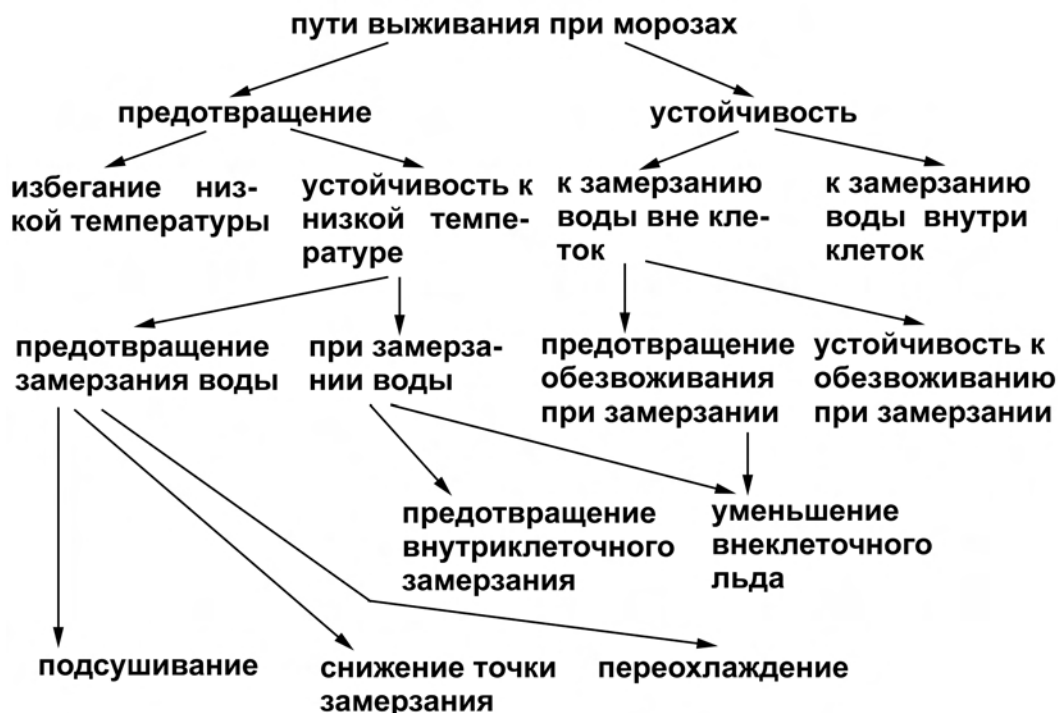 пути выживания при морозах
предотвращение
устойчивость
избегание низ-
кой температуры
устойчивость к
низкой темпе-
ратуре
к замерзанию
воды вне кле-
ток
к замерзанию
воды внутри
клеток
предотвращение
замерзания воды
при замерза-
нии воды
предотвращение
обезвоживания
при замерзании
устойчивость к
обезвоживанию
при замерзании
предотвращение
внутриклеточного
замерзания
уменьшение
внеклеточного
льда
подсушивание
снижение точки
замерзания
переохлаждение